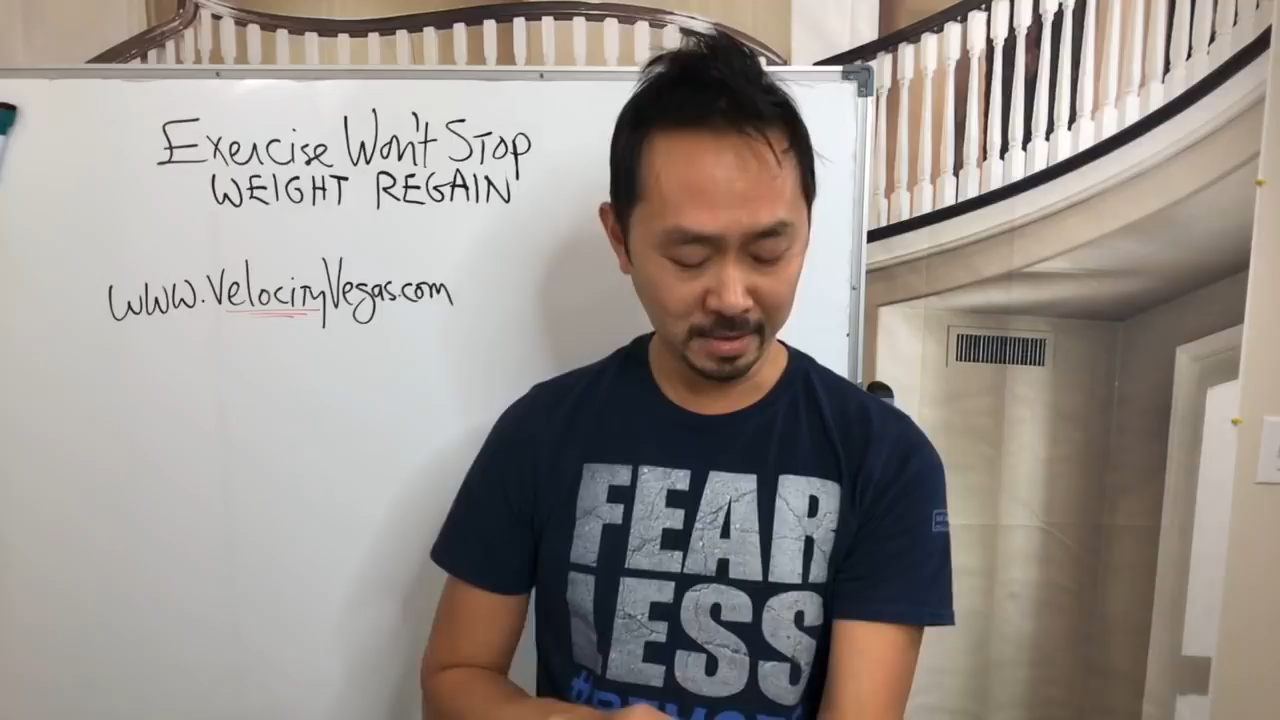 Exercise Won't Stop
WEIGHT REGAIN
www.VelocityVegas.com
FEAR
LESS